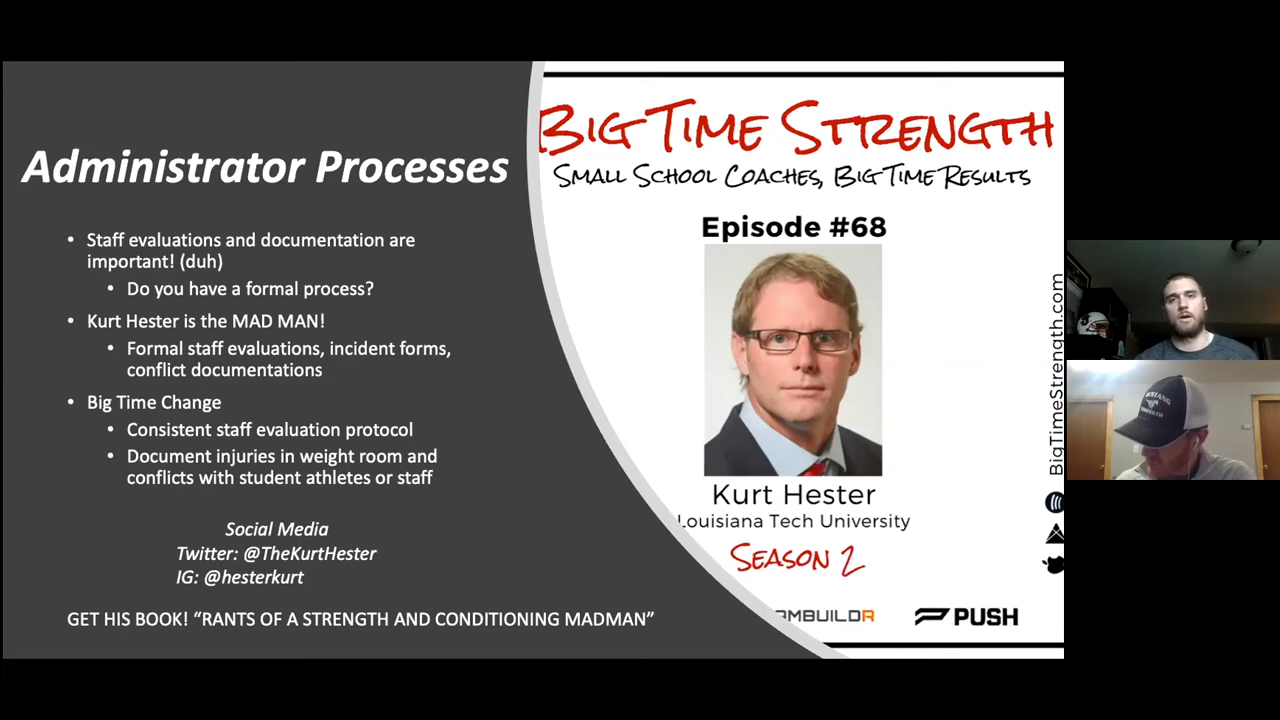 Administrator Processes
• Staff evaluations and documentation are
important! (duh)
• Do you have a formal process?
• Kurt Hester is the MAD MAN!
• Formal staff evaluations, incident forms,
conflict documentations
• Big Time Change
• Consistent staff evaluation protocol
• Document injuries in weight room and
conflicts with student athletes or staff
Social Media
Twitter: @TheKurtHester
IG: @hesterkurt
GET HIS BOOK! “RANTS OF A STRENGTH AND CONDITIONING MADMAN”
BIG TIME STRENGTH
SMALL SCHOOL COACHES, BIG TIME RESULTS
Episode #68
Kurt Hester
Louisiana Tech University
SEASON 2
BigTimeStrength.com
AMBUILDR
PUSH